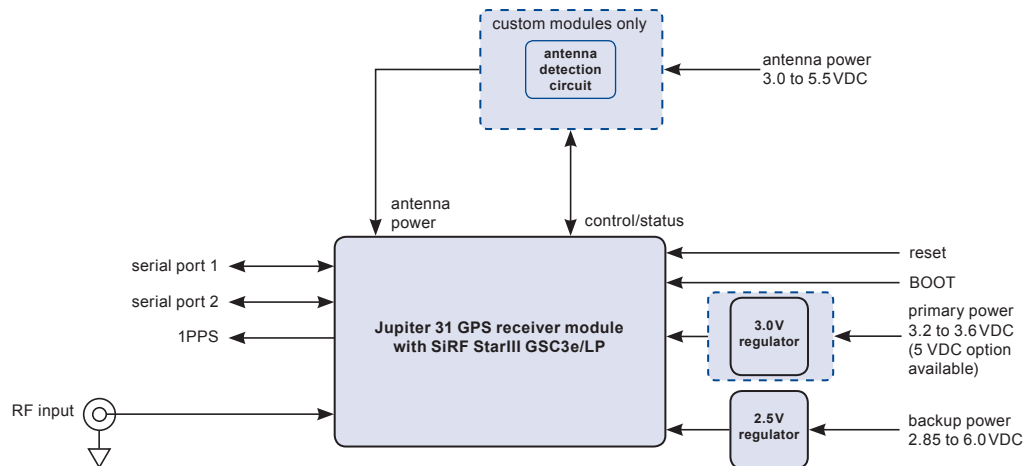 custom modules only
antenna
detection
circuit
antenna power
3.0 to 5.5VDC
antenna
power
control/status
serial port 1
serial port 2
1PPS
RF input
Jupiter 31 GPS receiver module
with SiRF StarIII GSC3e/LP
reset
BOOT
3.0V
regulator
primary power
3.2 to 3.6VDC
(5 VDC option
available)
2.5V
regulator
backup power
2.85 to 6.0VDC